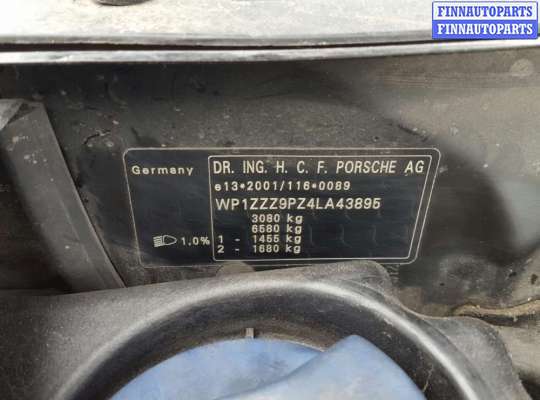 FINNAUTOPARTS
FINNAUTOPARTS
Germany
DR. ING. H. C. F. PORSCHE AG
e13*2001/116*0089
WP1ZZZ9PZ4LA43895
3080 kg
6580 kg
1.0% 1 - 1455 kg
2 - 1680 kg